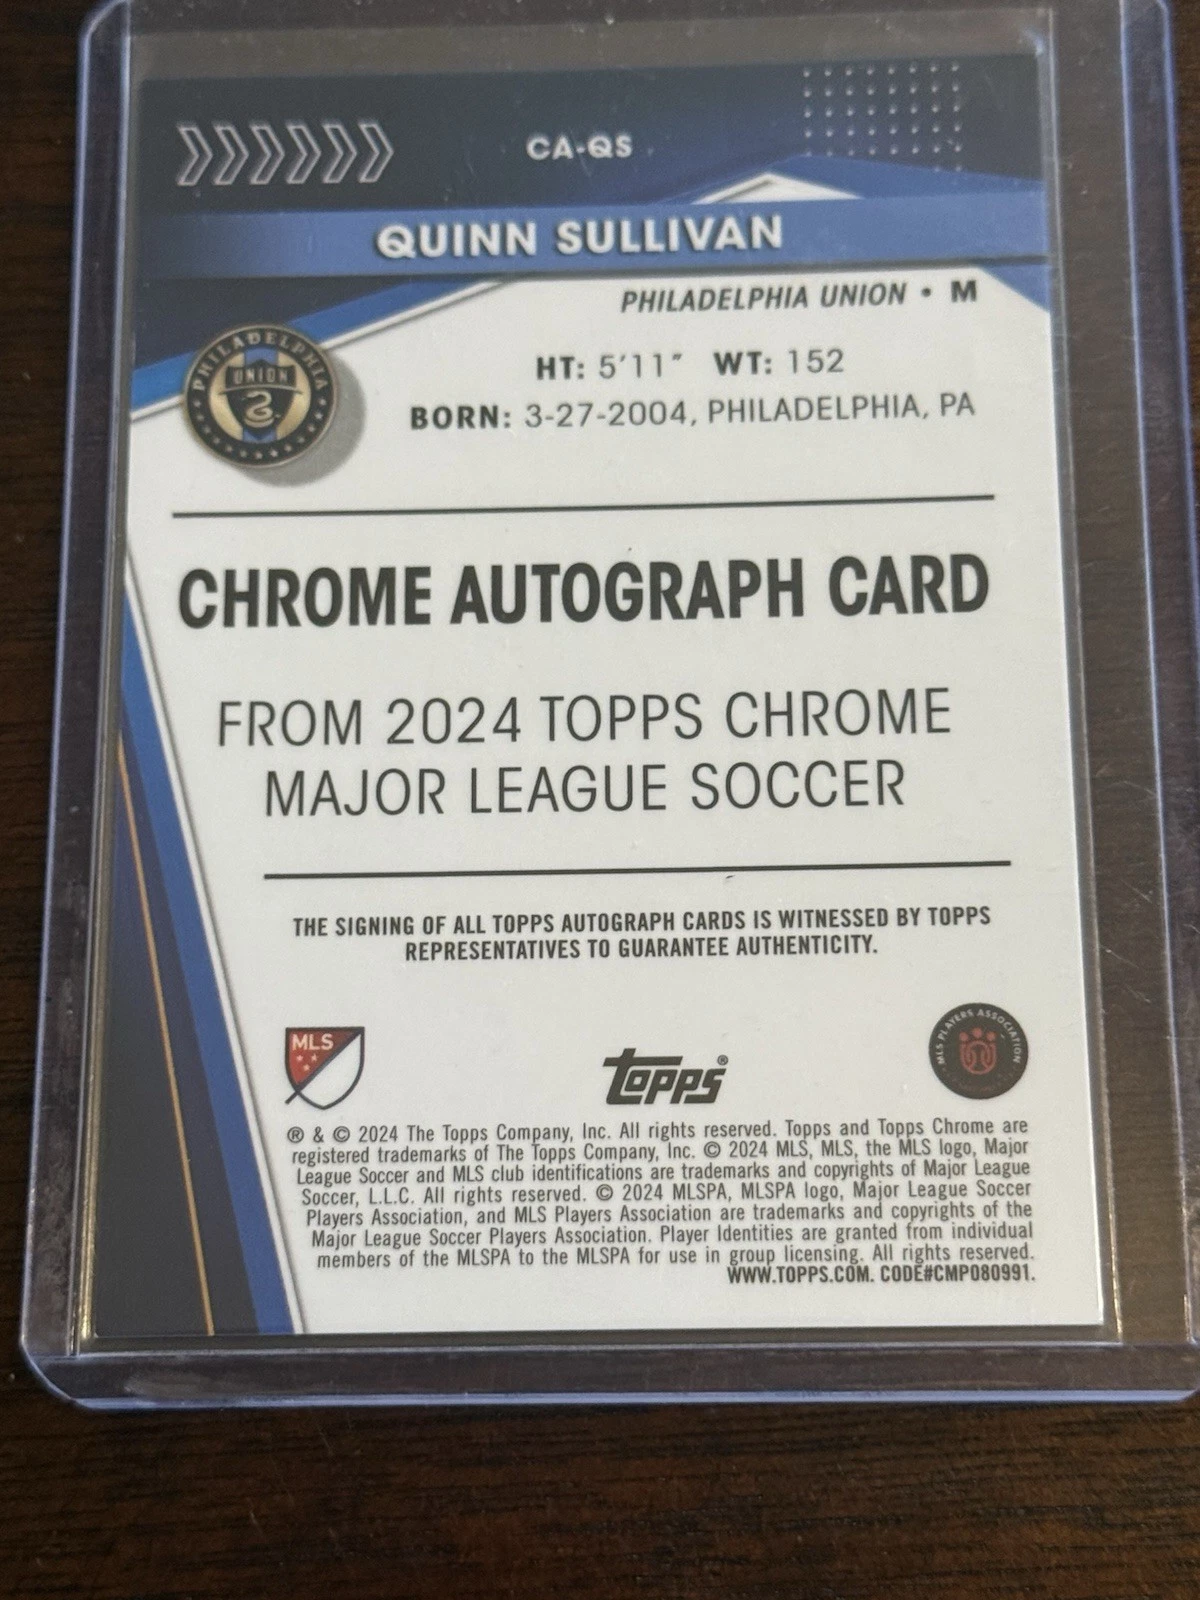 CA-QS
QUINN SULLIVAN
PHILADELPHIA UNION • M
PHILADELPHIA
UNION
HT: 5'11" WT: 152
BORN: 3-27-2004, PHILADELPHIA, PA
CHROME AUTOGRAPH CARD
FROM 2024 TOPPS CHROME
MAJOR LEAGUE SOCCER
THE SIGNING OF ALL TOPPS AUTOGRAPH CARDS IS WITNESSED BY TOPPS
REPRESENTATIVES TO GUARANTEE AUTHENTICITY.
MLS
topps®
MLS PLAYERS ASSOCIATION
® & © 2024 The Topps Company, Inc. All rights reserved. Topps and Topps Chrome are
registered trademarks of The Topps Company, Inc. © 2024 MLS, MLS, the MLS logo, Major
League Soccer and MLS club identifications are trademarks and copyrights of Major League
Soccer, L.L.C. All rights reserved. © 2024 MLSPA, MLSPA logo, Major League Soccer
Players Association, and MLS Players Association are trademarks and copyrights of the
Major League Soccer Players Association. Player Identities are granted from individual
members of the MLSPA to the MLSPA for use in group licensing. All rights reserved.
WWW.TOPPS.COM. CODE#CMP080991.